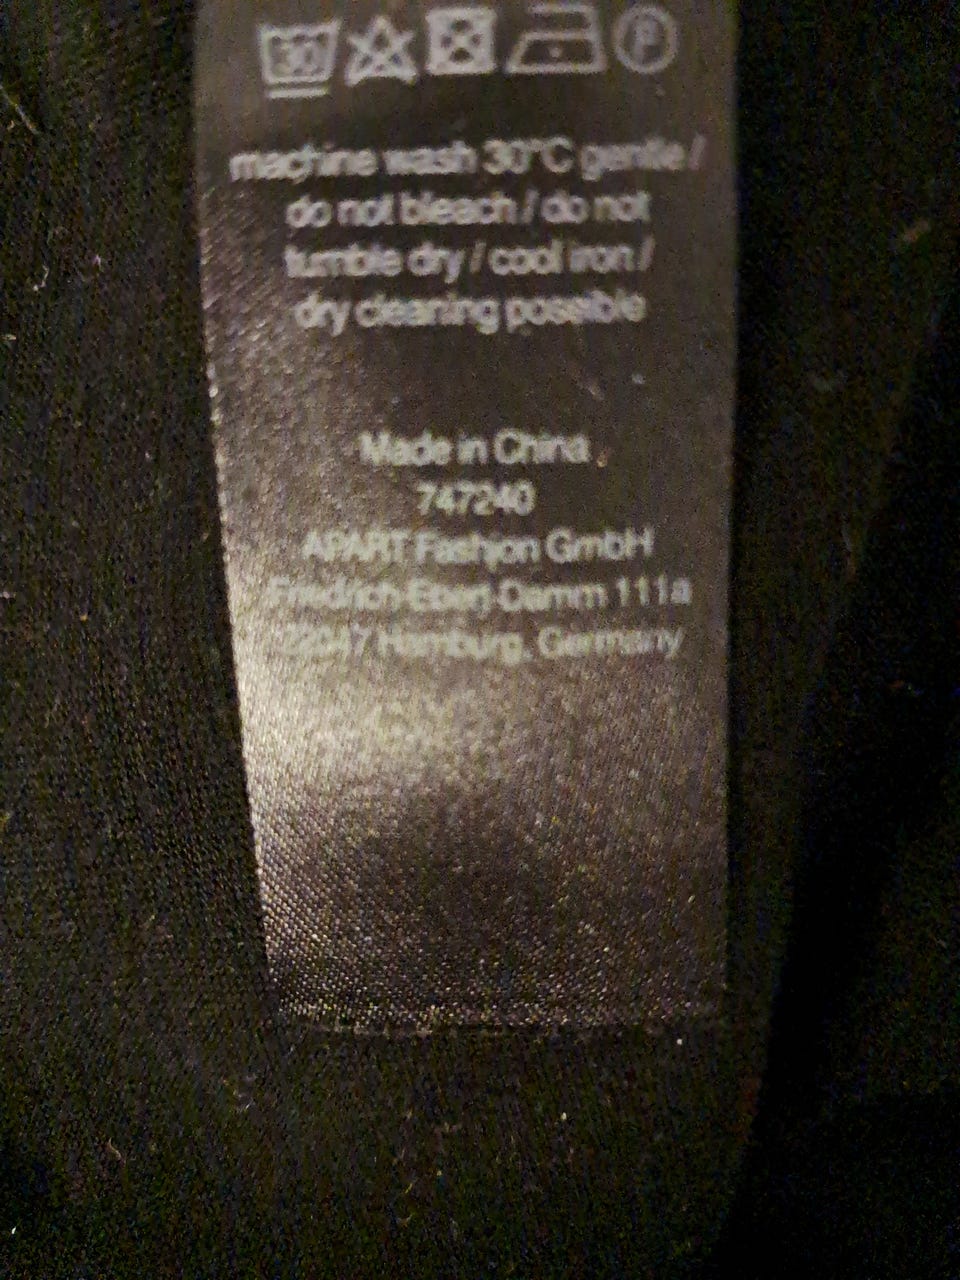 30 P
machine wash 30°C gentle /
do not bleach / do not
tumble dry / cool iron /
dry cleaning possible
Made in China
747240
APART Fashion GmbH
Friedrich-Ebert-Damm 111a
22047 Hamburg, Germany